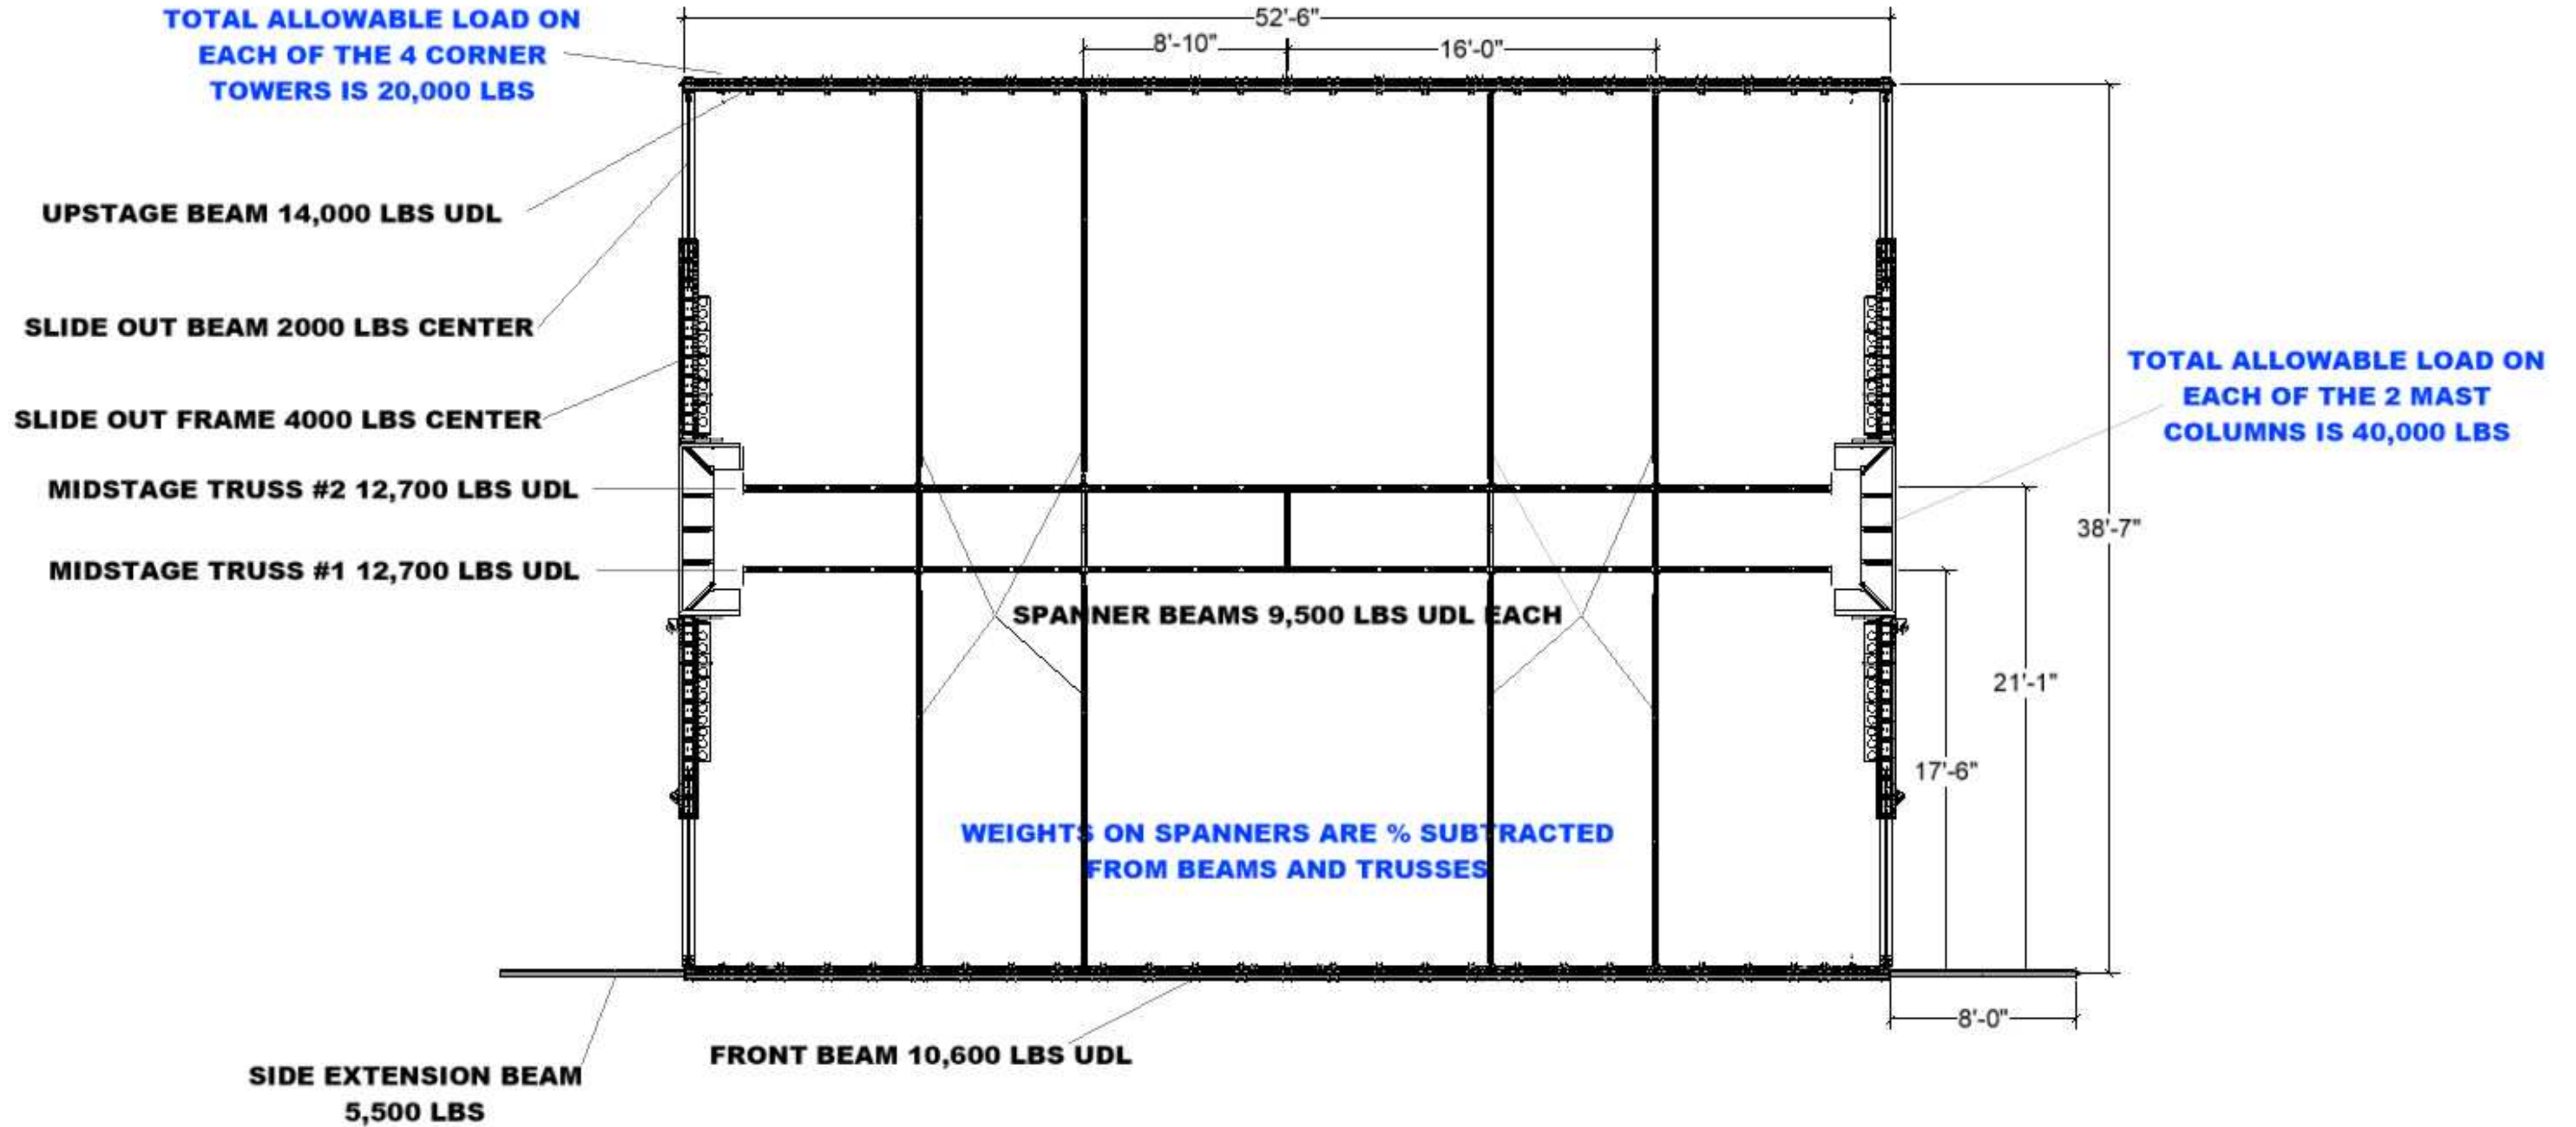 TOTAL ALLOWABLE LOAD ON
EACH OF THE 4 CORNER
TOWERS IS 20,000 LBS
52'-6"
8'-10"
16'-0"
UPSTAGE BEAM 14,000 LBS UDL
SLIDE OUT BEAM 2000 LBS CENTER
SLIDE OUT FRAME 4000 LBS CENTER
TOTAL ALLOWABLE LOAD ON
EACH OF THE 2 MAST
COLUMNS IS 40,000 LBS
MIDSTAGE TRUSS #2 12,700 LBS UDL
38'-7"
MIDSTAGE TRUSS #1 12,700 LBS UDL
SPANNER BEAMS 9,500 LBS UDL EACH
21'-1"
17'-6"
WEIGHTS ON SPANNERS ARE % SUBTRACTED
FROM BEAMS AND TRUSSES
8'-0"
FRONT BEAM 10,600 LBS UDL
SIDE EXTENSION BEAM
5,500 LBS